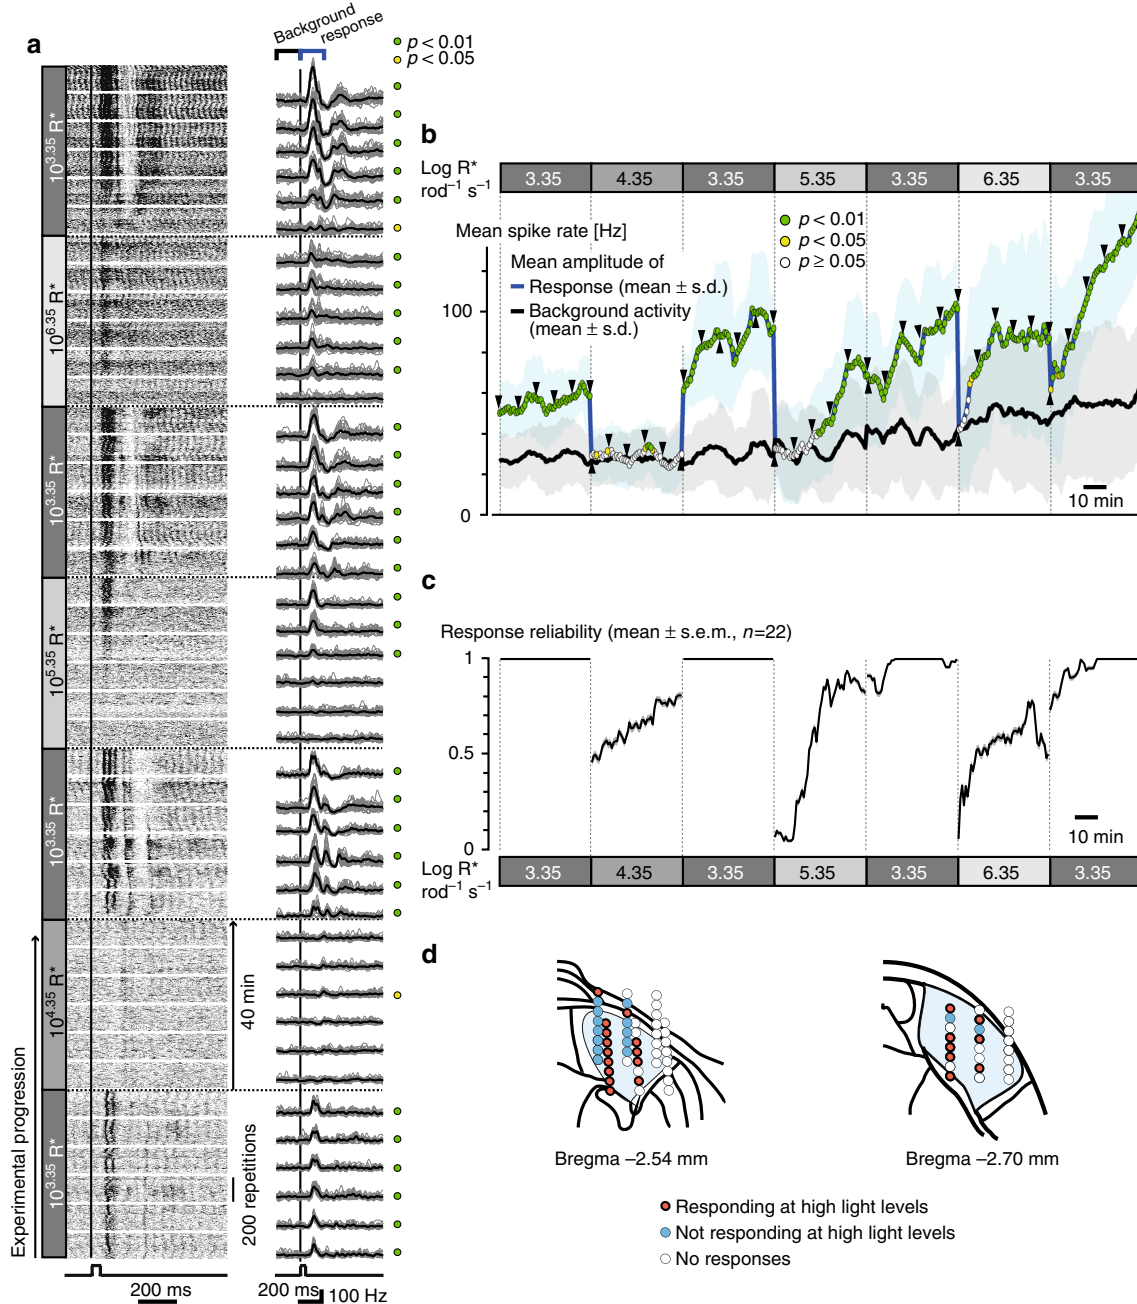 a
Background
response
p < 0.01
p < 0.05
10^3.35 R*
10^6.35 R*
10^3.35 R*
10^5.35 R*
10^3.35 R*
10^4.35 R*
10^3.35 R*
Experimental progression
40 min
200 repetitions
200 ms
200 ms
100 Hz
b
Log R*
rod–1 s–1
3.35 4.35 3.35 5.35 3.35 6.35 3.35
Mean spike rate [Hz]
p < 0.01
p < 0.05
p ≥ 0.05
Mean amplitude of
Response (mean ± s.d.)
Background activity
(mean ± s.d.)
100
0
10 min
c
Response reliability (mean ± s.e.m., n=22)
1
0.5
0
10 min
Log R*
rod–1 s–1
3.35 4.35 3.35 5.35 3.35 6.35 3.35
d
Bregma –2.54 mm
Bregma –2.70 mm
Responding at high light levels
Not responding at high light levels
No responses